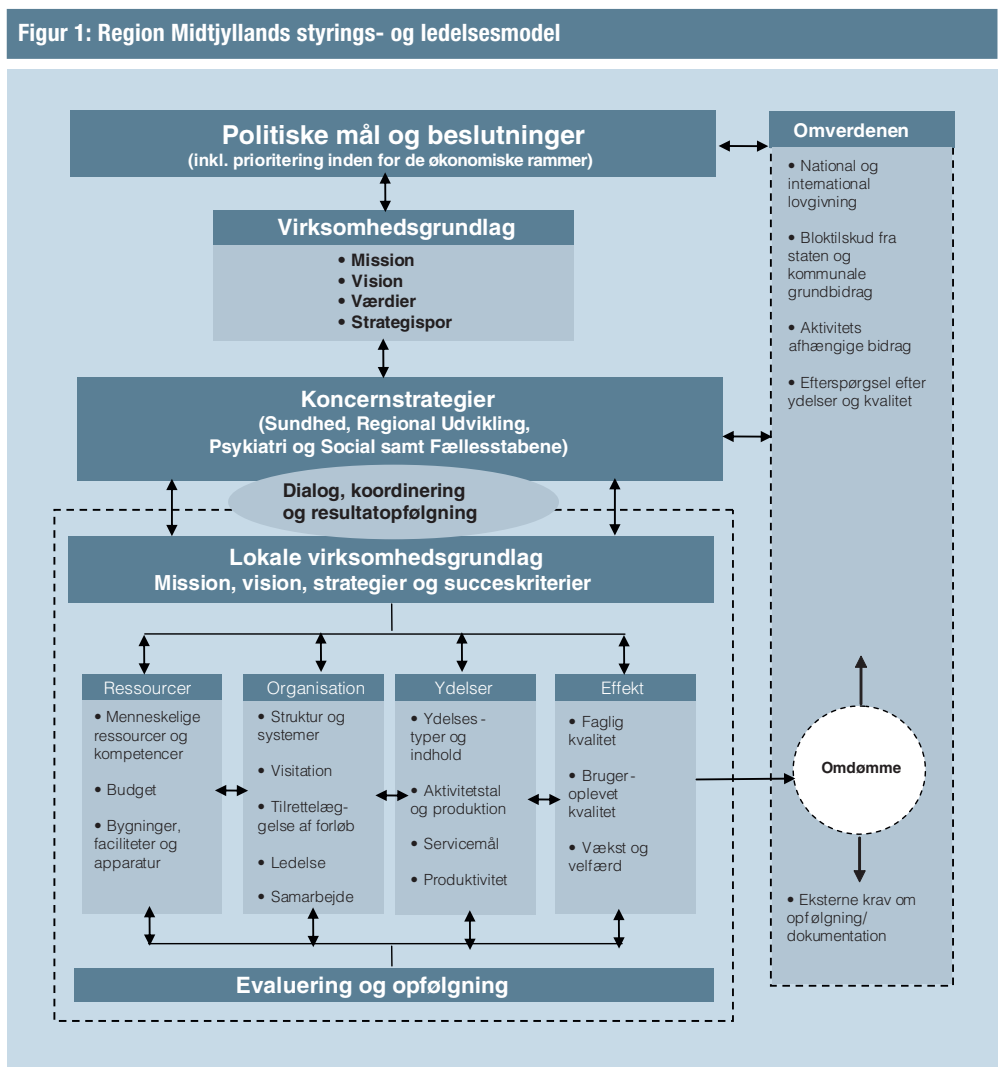 Figur 1: Region Midtjyllands styrings- og ledelsesmodel
Politiske mål og beslutninger
(inkl. prioritering inden for de økonomiske rammer)
Virksomhedsgrundlag
• Mission
• Vision
• Værdier
• Strategispor
Koncernstrategier
(Sundhed, Regional Udvikling,
Psykiatri og Social samt Fællesstabene)
Dialog, koordinering
og resultatopfølgning
Lokale virksomhedsgrundlag
Mission, vision, strategier og succeskriterier
Ressourcer
• Menneskelige
ressourcer og
kompetencer
• Budget
• Bygninger,
faciliteter og
apparatur
Organisation
• Struktur og
systemer
• Visitation
• Tilrettelæg-
gelse af forløb
• Ledelse
• Samarbejde
Ydelser
• Ydelses-
typer og
indhold
• Aktivitetstal
og produktion
• Servicemål
• Produktivitet
Effekt
• Faglig
kvalitet
• Bruger-
oplevet
kvalitet
• Vækst og
velfærd
Evaluering og opfølgning
Omverdenen
• National og
international
lovgivning
• Bloktilskud fra
staten og
kommunale
grundbidrag
• Aktivitets
afhængige bidrag
• Efterspørgsel efter
ydelser og kvalitet
Omdømme
• Eksterne krav om
opfølgning/
dokumentation